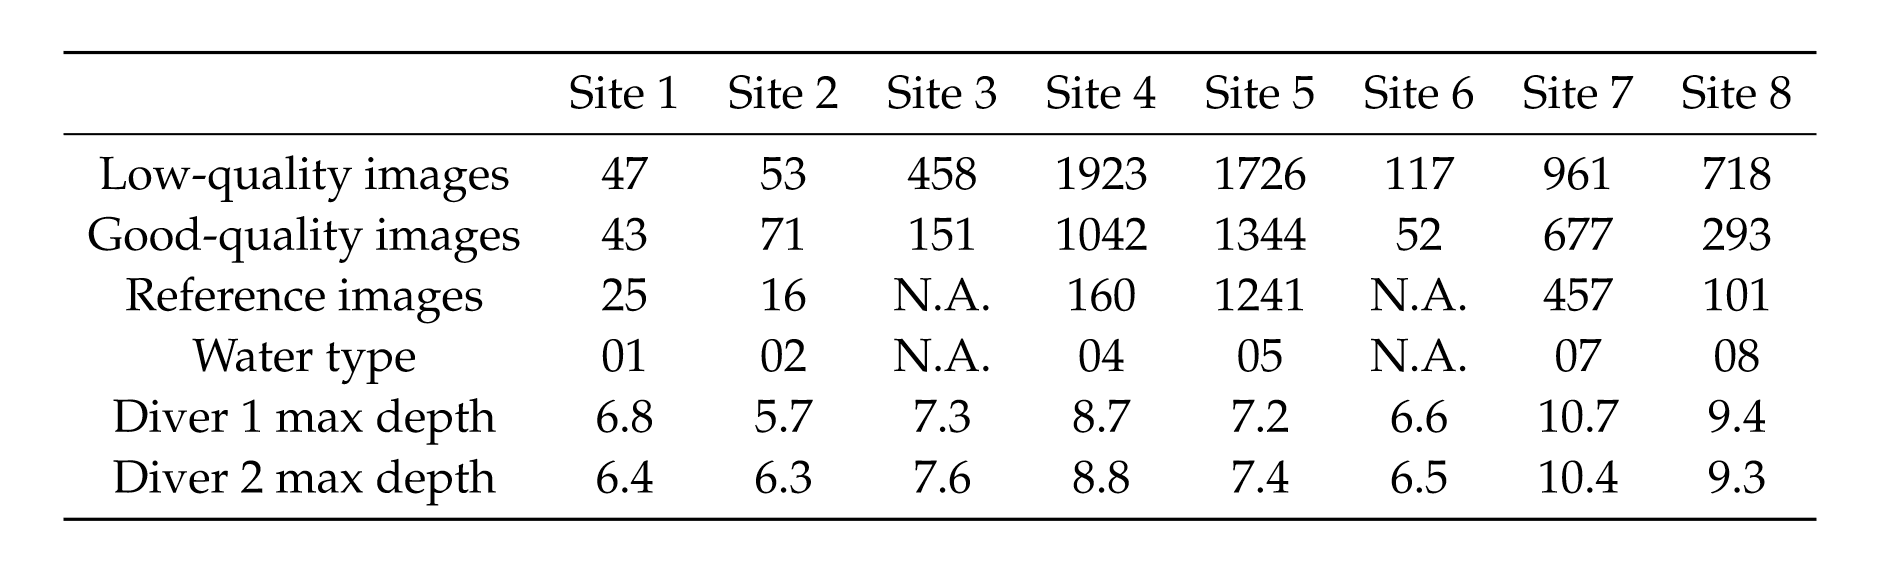 Site 1 Site 2 Site 3 Site 4 Site 5 Site 6 Site 7 Site 8
Low-quality images 47 53 458 1923 1726 117 961 718
Good-quality images 43 71 151 1042 1344 52 677 293
Reference images 25 16 N.A. 160 1241 N.A. 457 101
Water type 01 02 N.A. 04 05 N.A. 07 08
Diver 1 max depth 6.8 5.7 7.3 8.7 7.2 6.6 10.7 9.4
Diver 2 max depth 6.4 6.3 7.6 8.8 7.4 6.5 10.4 9.3